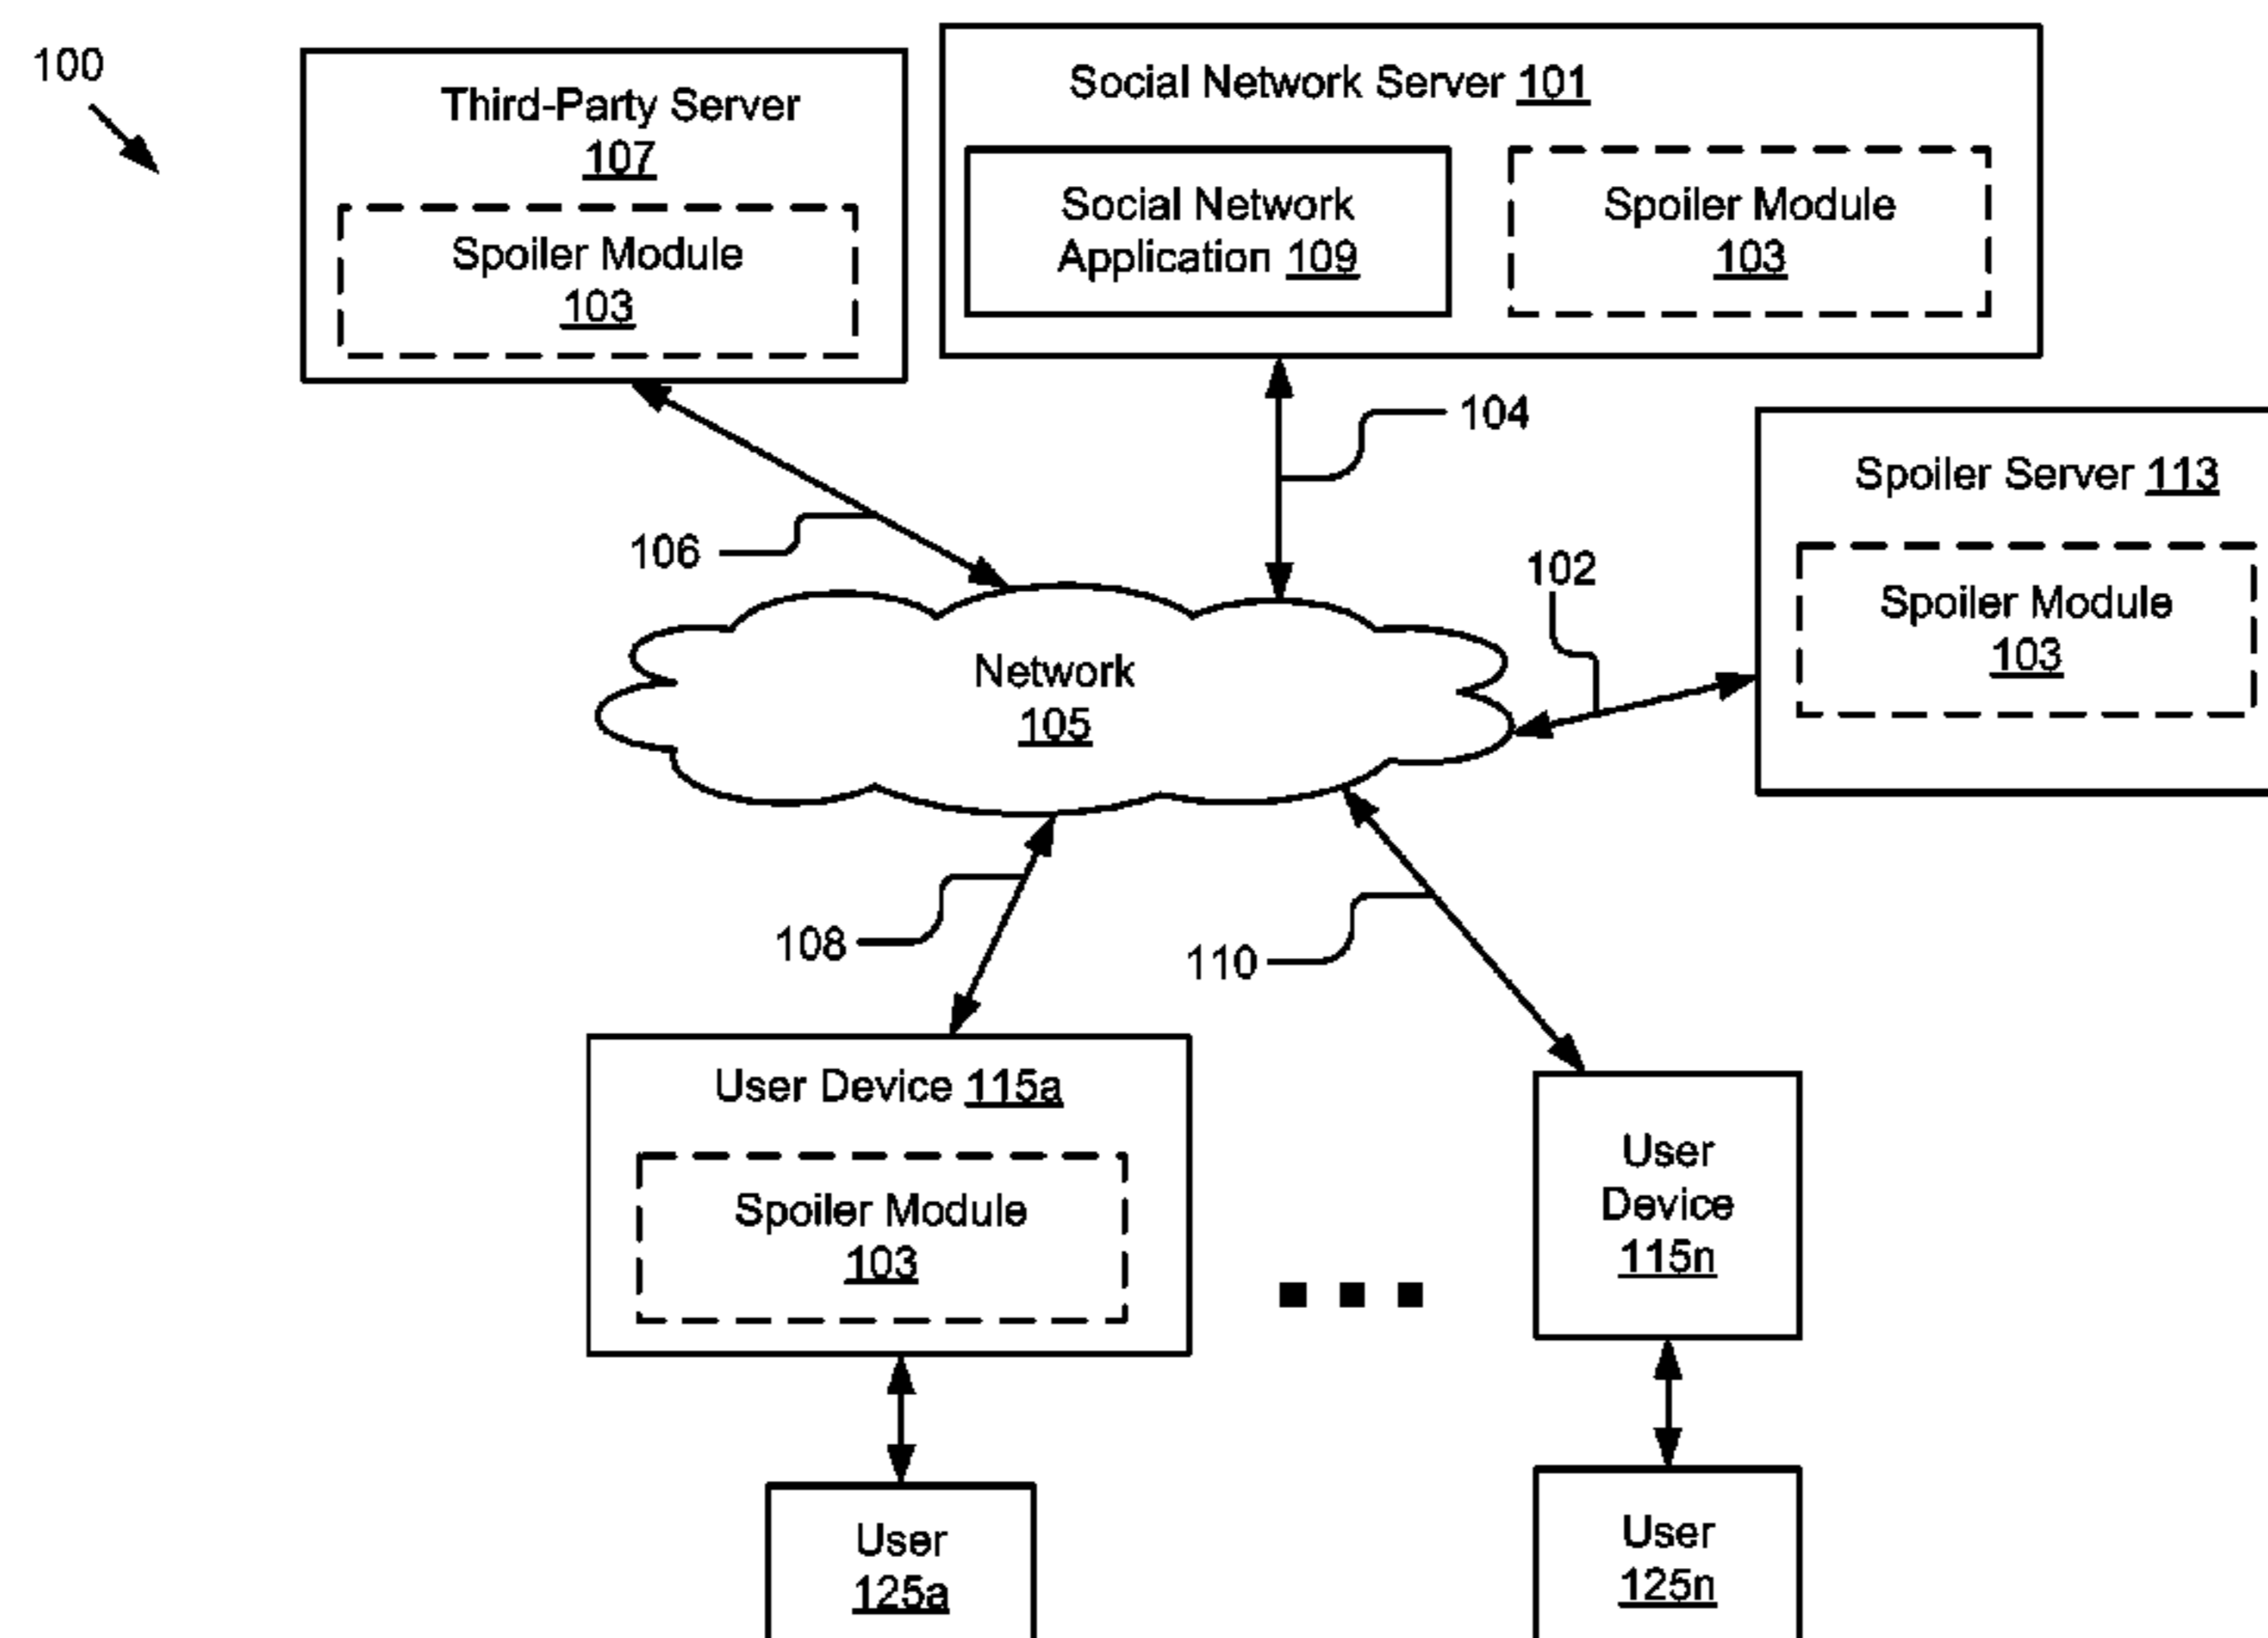 100
Third-Party Server
107
Spoiler Module
103
Social Network Server 101
Social Network
Application 109
Spoiler Module
103
104
Spoiler Server 113
Spoiler Module
103
106
102
Network
105
108
110
User Device 115a
Spoiler Module
103
User
Device
115n
User
125a
User
125n